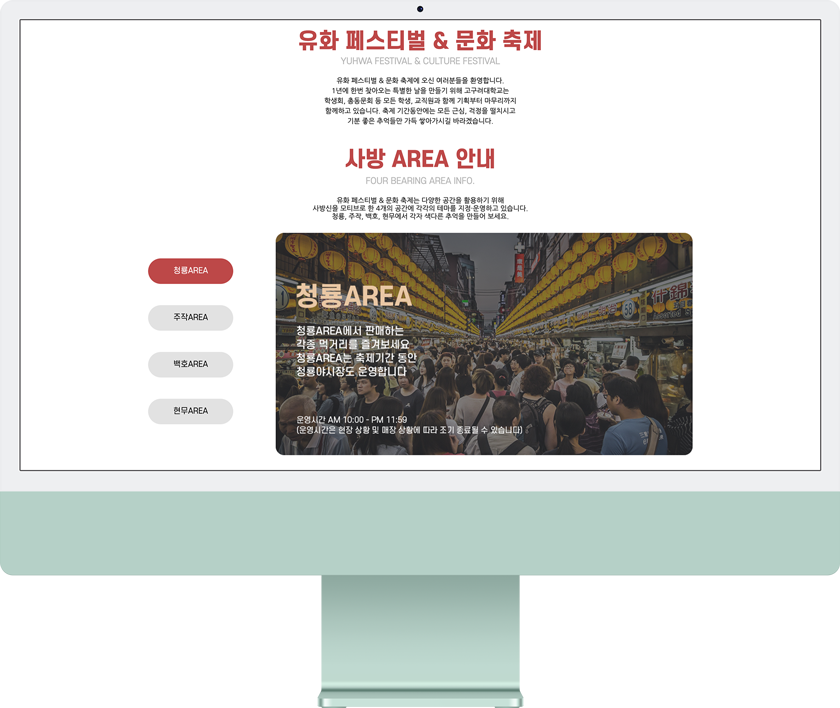 유화 페스티벌 & 문화 축제
YUHWA FESTIVAL & CULTURE FESTIVAL
유화 페스티벌 & 문화 축제에 오신 여러분들을 환영합니다.
1년에 한번 찾아오는 특별한 날을 만들기 위해 고구려대학교는
학생회, 총동문회 등 모든 학생, 교직원과 함께 기획부터 마무리까지
함께하고 있습니다. 축제 기간동안에는 모든 근심, 걱정을 떨치시고
기분 좋은 추억들만 가득 쌓아가시길 바라겠습니다.
사방 AREA 안내
FOUR BEARING AREA INFO.
유화 페스티벌 & 문화 축제는 다양한 공간을 활용하기 위해
사방신을 모티브로 한 4개의 공간에 각각의 테마를 지정·운영하고 있습니다.
청룡, 주작, 백호, 현무에서 각자 색다른 추억을 만들어 보세요.
청룡AREA
주작AREA
백호AREA
현무AREA
청룡AREA
청룡AREA에서 판매하는
각종 먹거리를 즐겨보세요
청룡AREA는 축제기간 동안
청룡야시장도 운영합니다
운영시간 AM 10:00 - PM 11:59
(운영시간은 현장 상황 및 매장 상황에 따라 조기 종료될 수 있습니다)